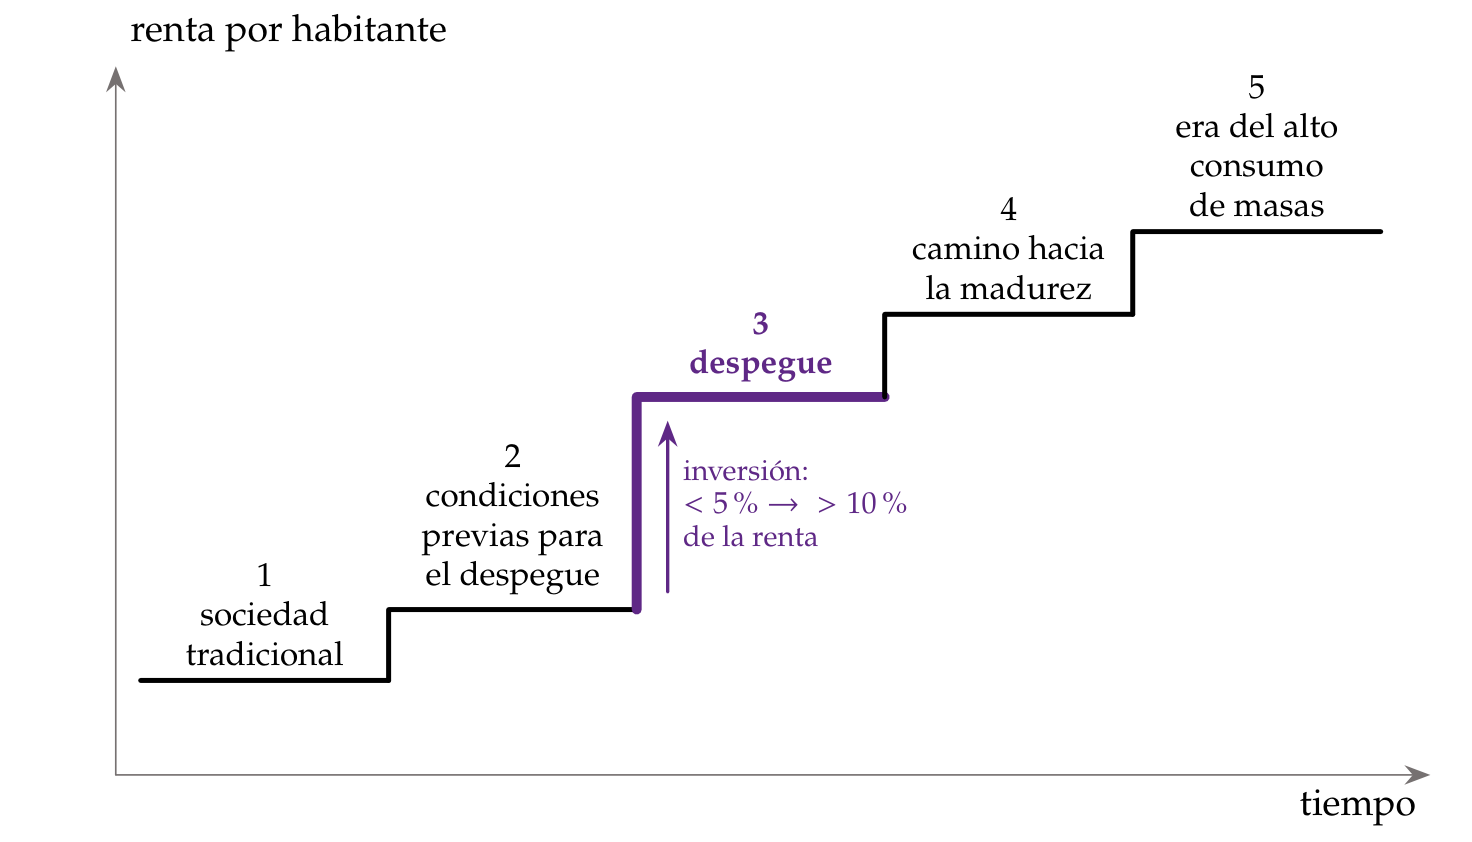 renta por habitante
5
era del alto
consumo
de masas
4
camino hacia
la madurez
3
despegue
inversión:
< 5 % → > 10 %
de la renta
2
condiciones
previas para
el despegue
1
sociedad
tradicional
tiempo